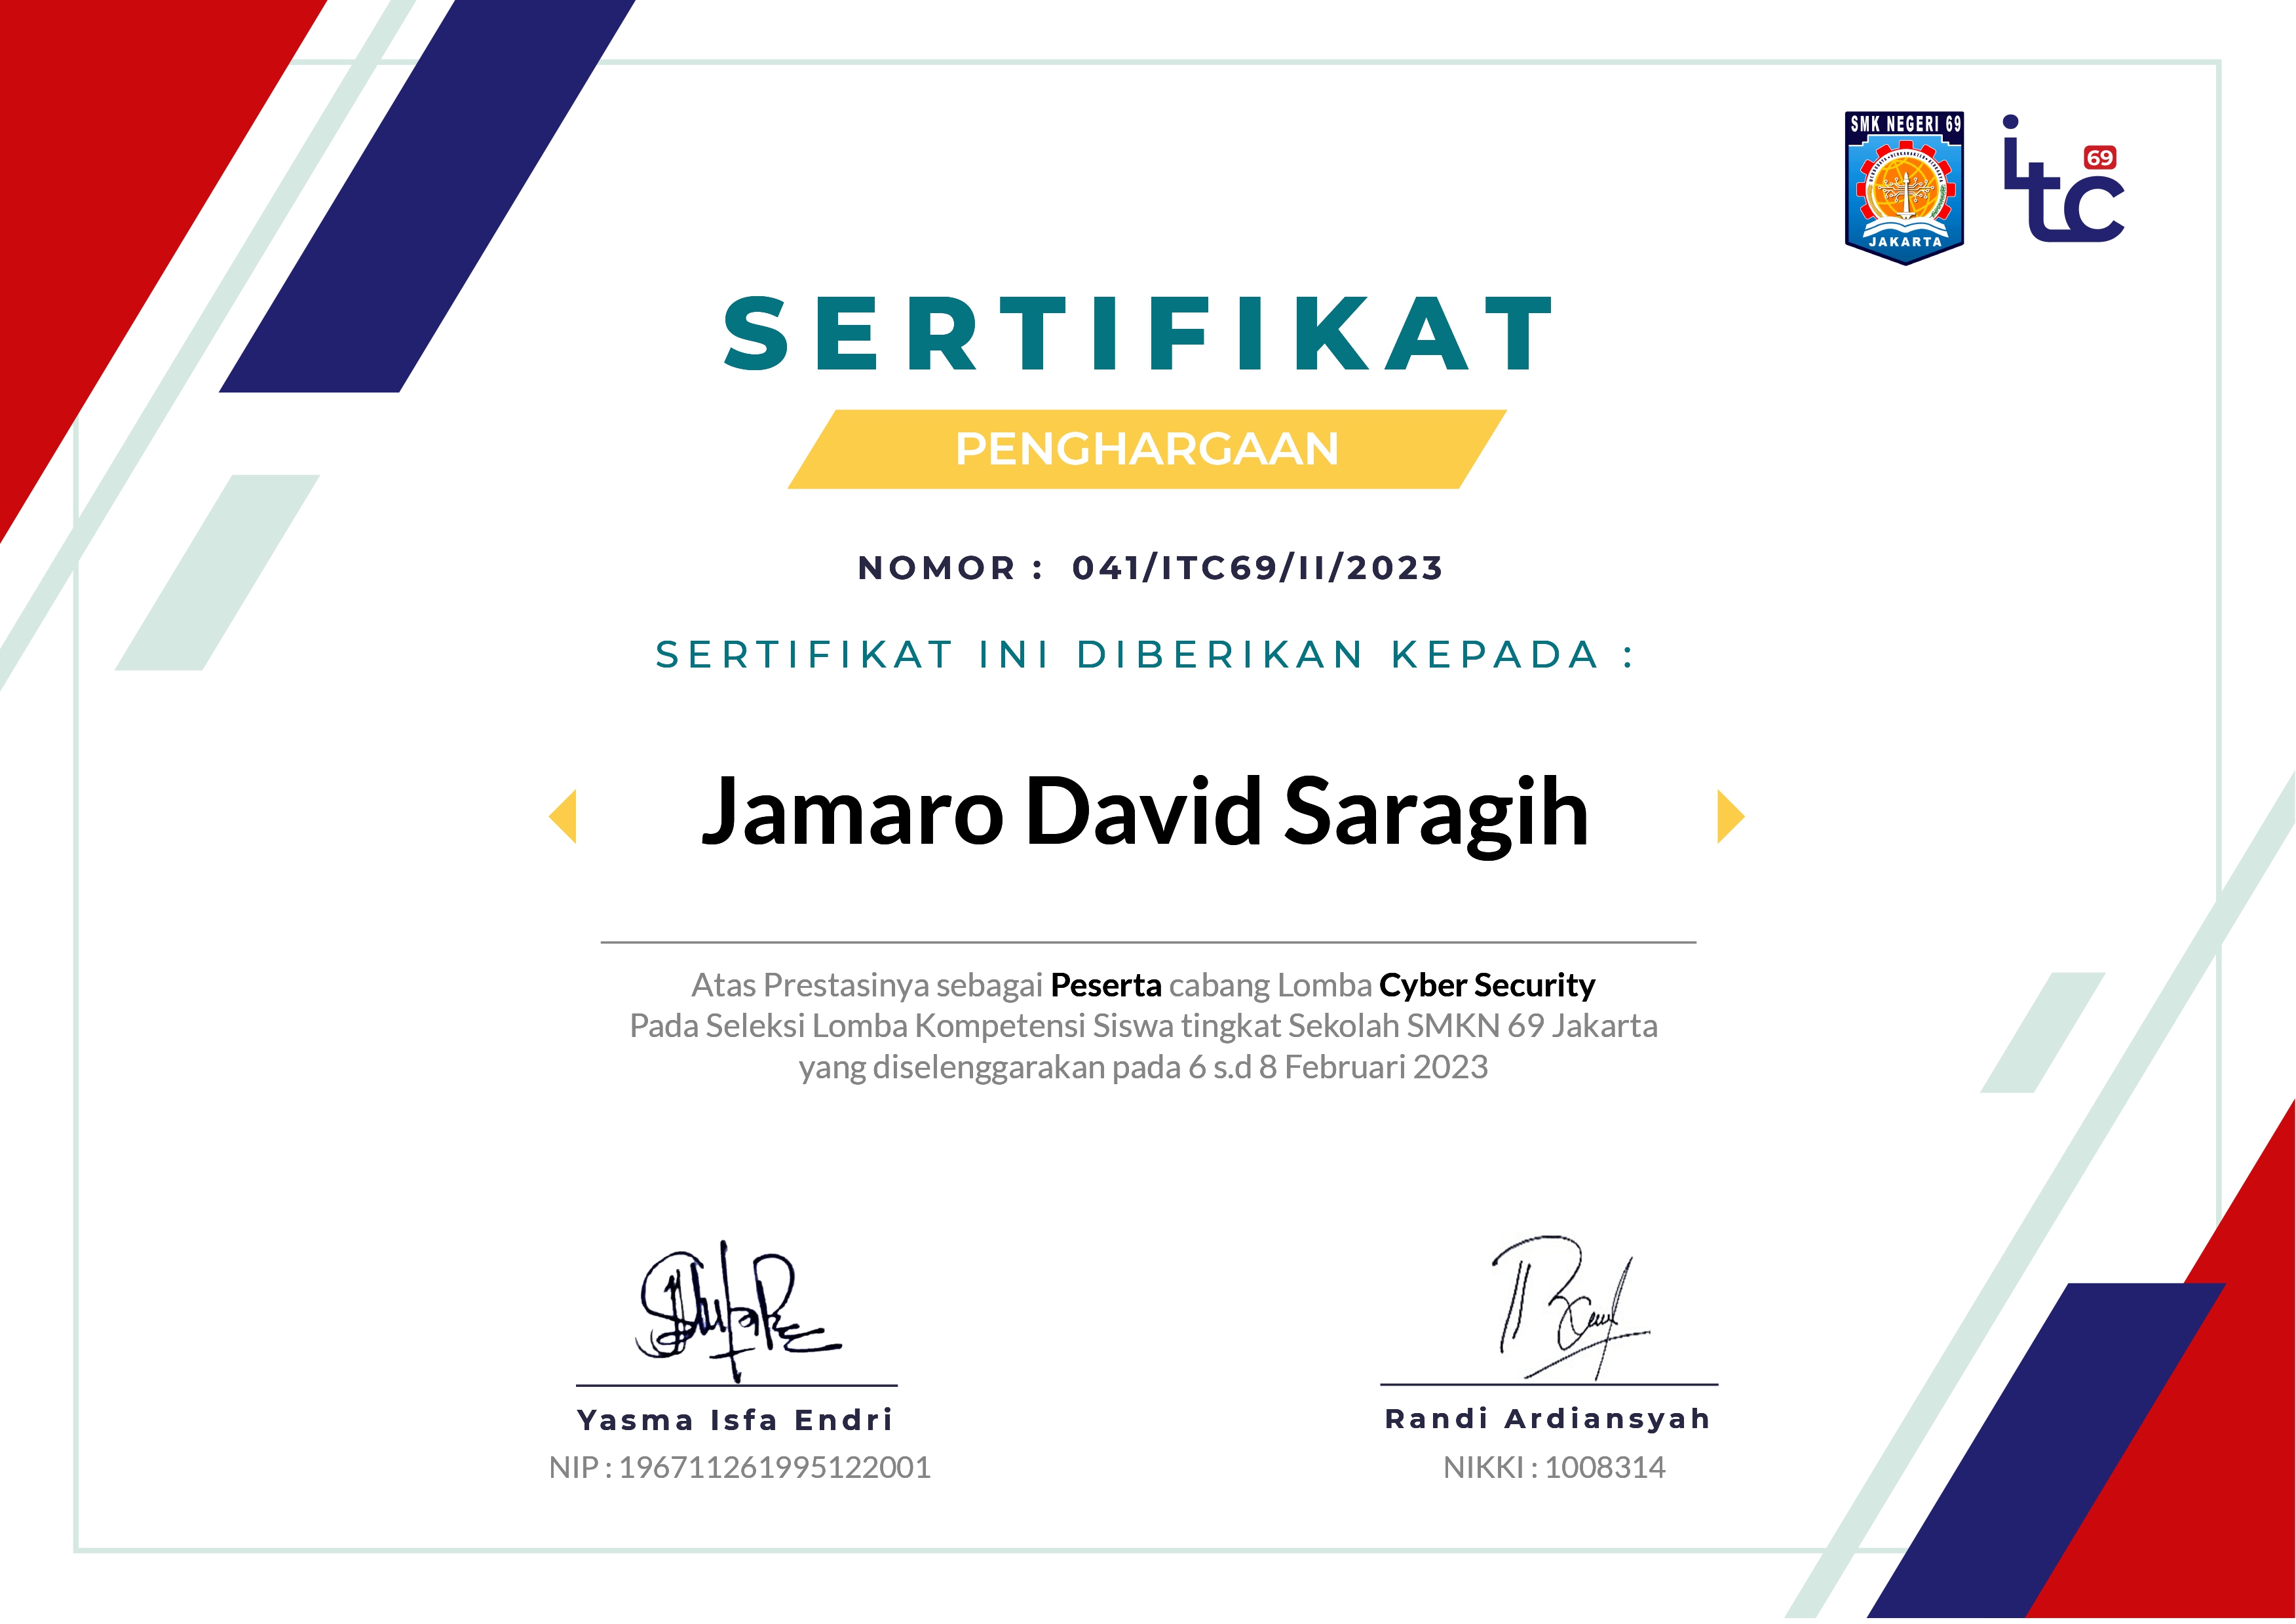 SMK NEGERI 69
JAKARTA
itc
69
SERTIFIKAT
PENGHARGAAN
NOMOR : 041/ITC69/II/2023
SERTIFIKAT INI DIBERIKAN KEPADA :
Jamaro David Saragih
Atas Prestasinya sebagai Peserta cabang Lomba Cyber Security
Pada Seleksi Lomba Kompetensi Siswa tingkat Sekolah SMKN 69 Jakarta
yang diselenggarakan pada 6 s.d 8 Februari 2023
Yasma Isfa Endri
NIP : 196711261995122001
Randi Ardiansyah
NIKKI : 1008314